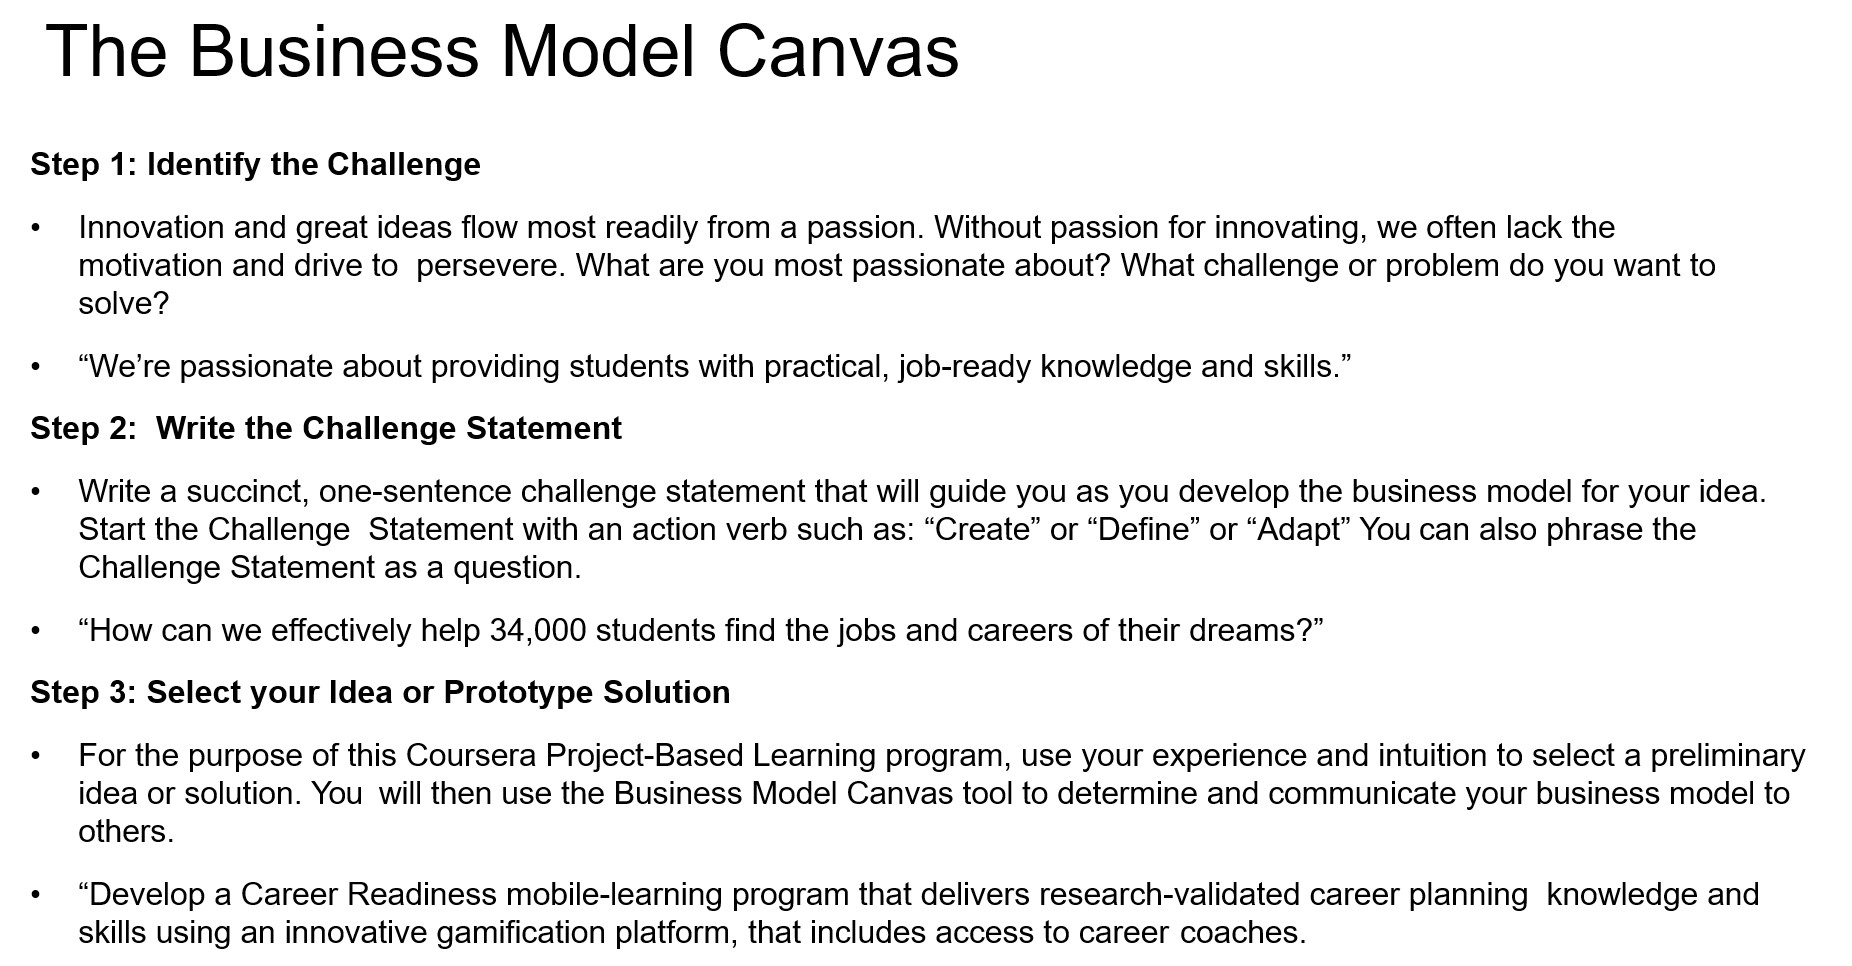 The Business Model Canvas
Step 1: Identify the Challenge
• Innovation and great ideas flow most readily from a passion. Without passion for innovating, we often lack the
motivation and drive to  persevere. What are you most passionate about? What challenge or problem do you want to
solve?
• “We’re passionate about providing students with practical, job-ready knowledge and skills.”
Step 2:  Write the Challenge Statement
• Write a succinct, one-sentence challenge statement that will guide you as you develop the business model for your idea.
Start the Challenge  Statement with an action verb such as: “Create” or “Define” or “Adapt” You can also phrase the
Challenge Statement as a question.
• “How can we effectively help 34,000 students find the jobs and careers of their dreams?”
Step 3: Select your Idea or Prototype Solution
• For the purpose of this Coursera Project-Based Learning program, use your experience and intuition to select a preliminary
idea or solution. You  will then use the Business Model Canvas tool to determine and communicate your business model to
others.
• “Develop a Career Readiness mobile-learning program that delivers research-validated career planning  knowledge and
skills using an innovative gamification platform, that includes access to career coaches.